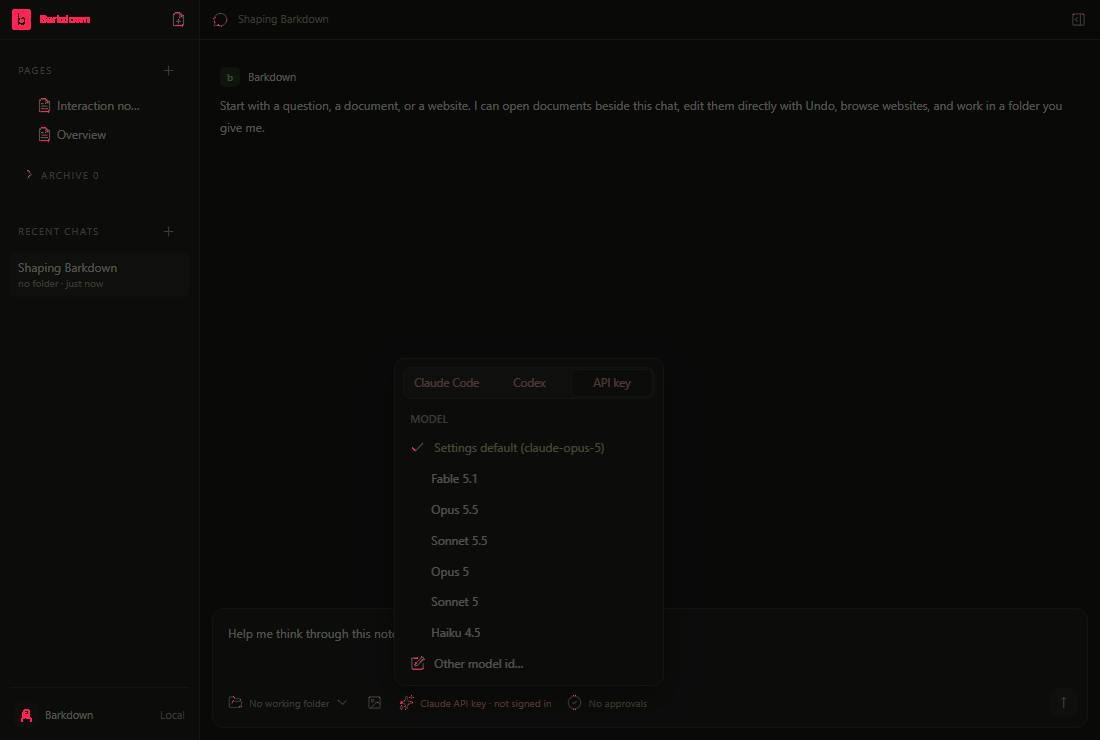 b Barkdown
Shaping Barkdown
PAGES
Interaction no...
Overview
ARCHIVE 0
RECENT CHATS
Shaping Barkdown
no folder · just now
b Barkdown
Start with a question, a document, or a website. I can open documents beside this chat, edit them directly with Undo, browse websites, and work in a folder you
give me.
Claude Code Codex API key
MODEL
Settings default (claude-opus-5)
Fable 5.1
Opus 5.5
Sonnet 5.5
Opus 5
Sonnet 5
Haiku 4.5
Other model id...
Help me think through this note
No working folder Claude API key · not signed in No approvals
Barkdown Local